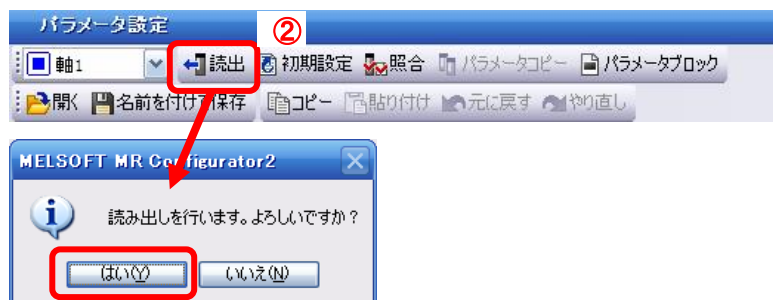 パラメータ設定
②
軸1 読出 初期設定 照合 パラメータコピー パラメータブロック
開く 名前を付けて保存 コピー 貼り付け 元に戻す やり直し
MELSOFT MR Configurator2
読み出しを行います。よろしいですか？
はい(Y) いいえ(N)